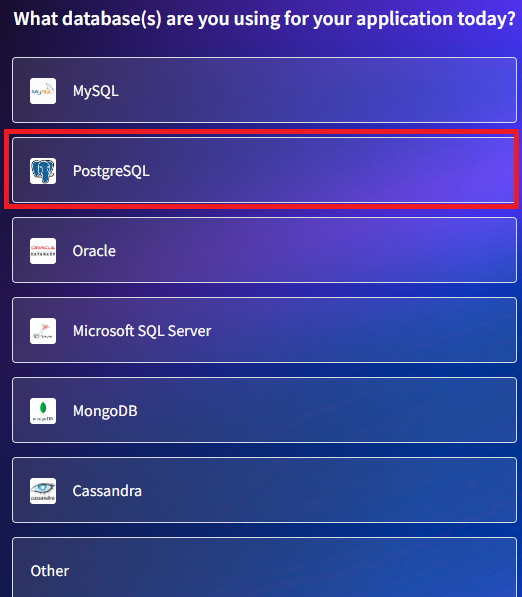 What database(s) are you using for your application today?
MySQL
MySQL
PostgreSQL
ORACLE
DATABASE
Oracle
Microsoft SQL Server
mongoDB
MongoDB
cassandra
Cassandra
Other